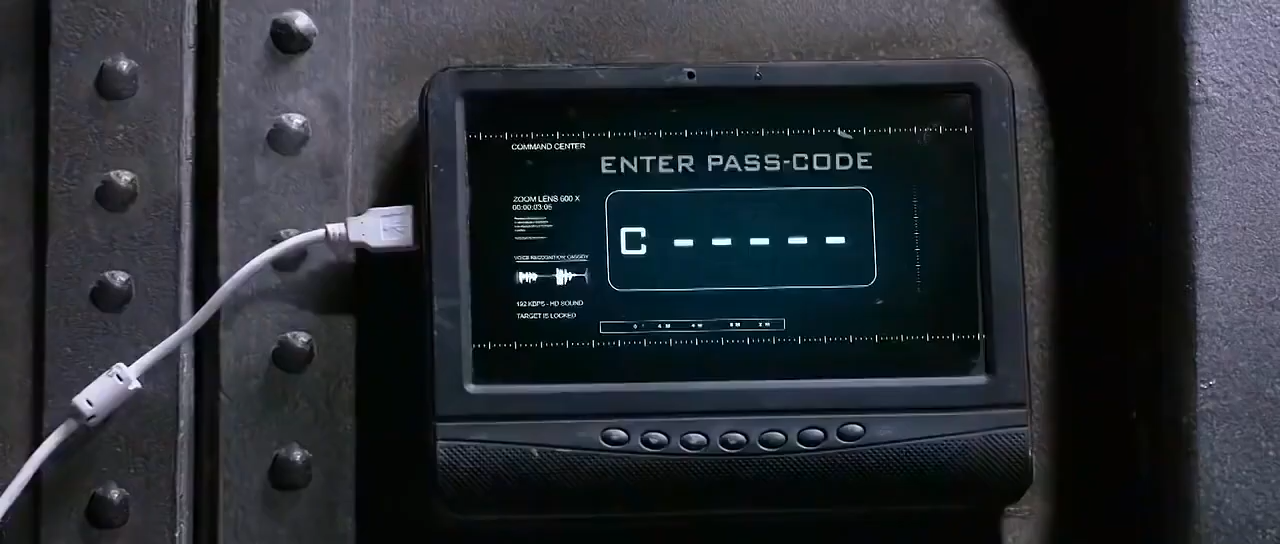 COMMAND CENTER
ENTER PASS-CODE
ZOOM LENS 600 X
00:00:03:05
VOICE RECOGNITION: CASSIDY
C - - - - -
192 KBPS - HD SOUND
TARGET IS LOCKED